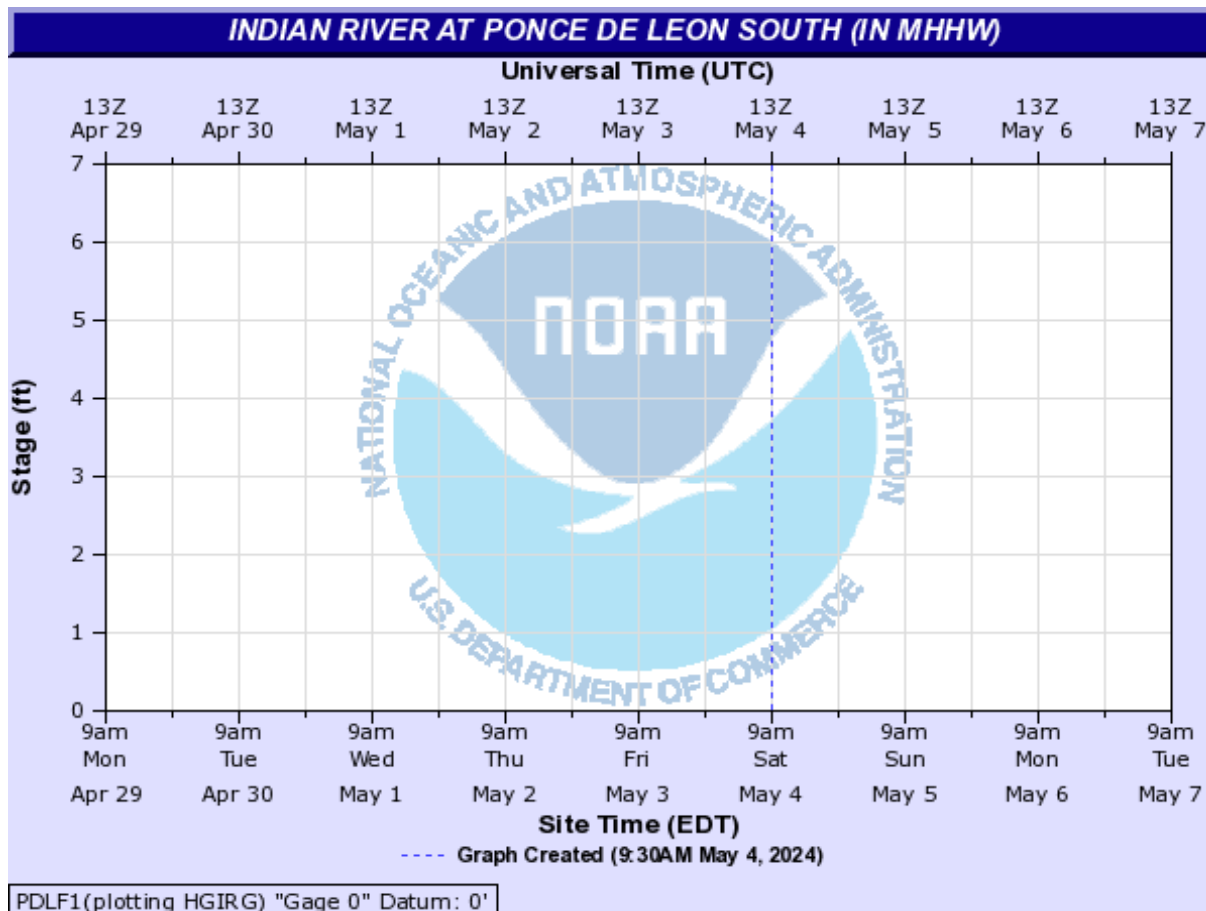 INDIAN RIVER AT PONCE DE LEON SOUTH (IN MHHW)
Universal Time (UTC)
13Z 13Z 13Z 13Z 13Z 13Z 13Z 13Z 13Z
Apr 29 Apr 30 May 1 May 2 May 3 May 4 May 5 May 6 May 7
7
6
5
4
3
2
1
0
Stage (ft)
NATIONAL OCEANIC AND ATMOSPHERIC ADMINISTRATION
NOAA
U.S. DEPARTMENT OF COMMERCE
9am 9am 9am 9am 9am 9am 9am 9am 9am
Mon Tue Wed Thu Fri Sat Sun Mon Tue
Apr 29 Apr 30 May 1 May 2 May 3 May 4 May 5 May 6 May 7
Site Time (EDT)
Graph Created (9:30AM May 4, 2024)
PDLF1(plotting HGIRG) "Gage 0" Datum: 0'